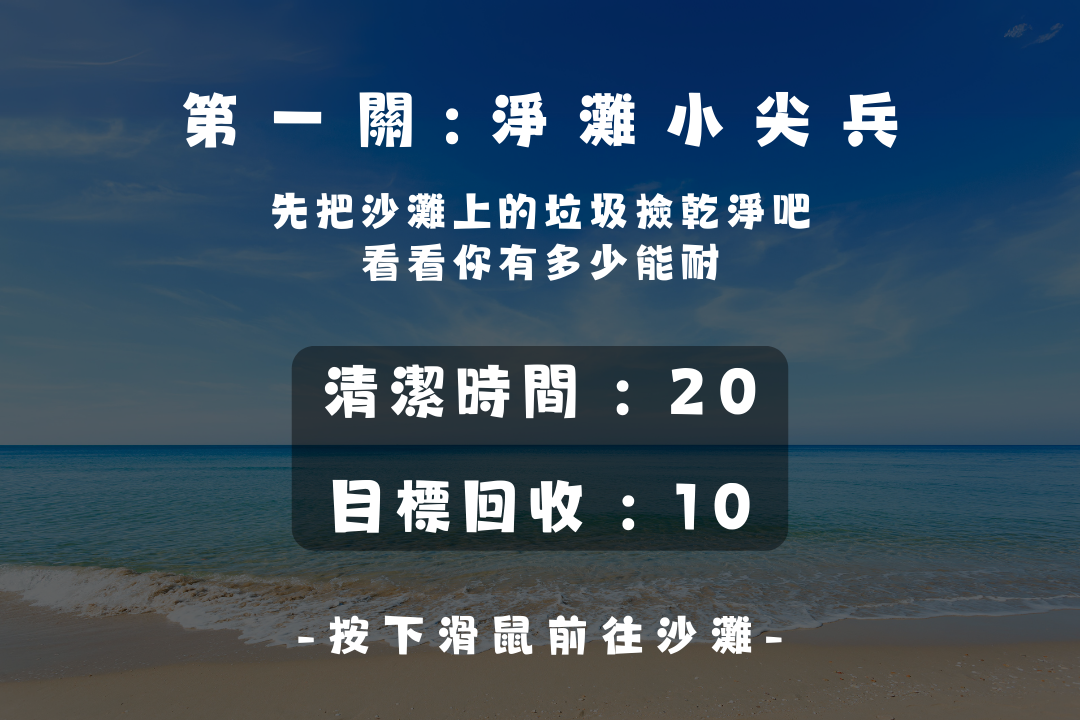 第一關:淨灘小尖兵
先把沙灘上的垃圾撿乾淨吧
看看你有多少能耐
清潔時間：20
目標回收：10
-按下滑鼠前往沙灘-